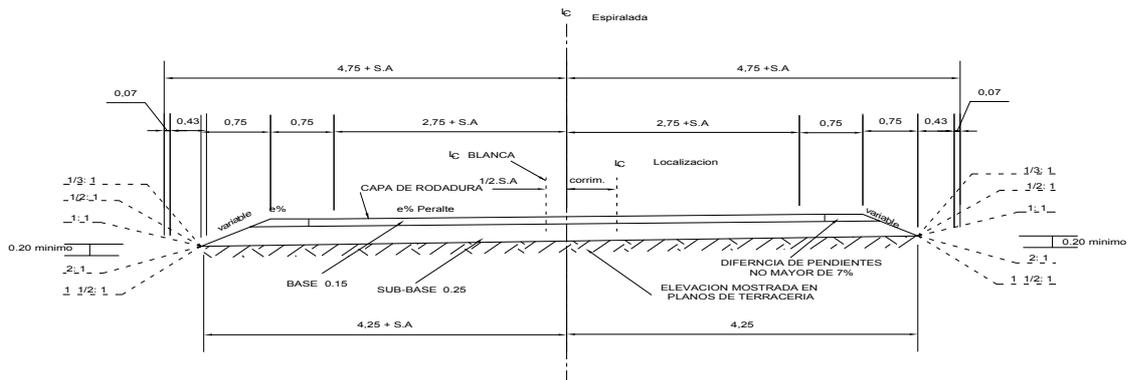 ℄ Espiralada
4,75 + S.A
4,75 +S.A
0,07
0,07
0,43
0,75
0,75
2,75 + S.A
2,75 +S.A
0,75
0,75
0,43
℄ BLANCA
℄ Localizacion
1/3: 1
1/2: 1
1: 1
0.20 minimo
2: 1
1 1/2: 1
CAPA DE RODADURA
1/2.S.A
corrim.
variable
e%
e% Peralte
variable
1/3: 1
1/2: 1
1: 1
0.20 minimo
2: 1
1 1/2: 1
BASE 0.15
SUB-BASE 0.25
DIFERNCIA DE PENDIENTES
NO MAYOR DE 7%
ELEVACION MOSTRADA EN
PLANOS DE TERRACERIA
4,25 + S.A
4,25